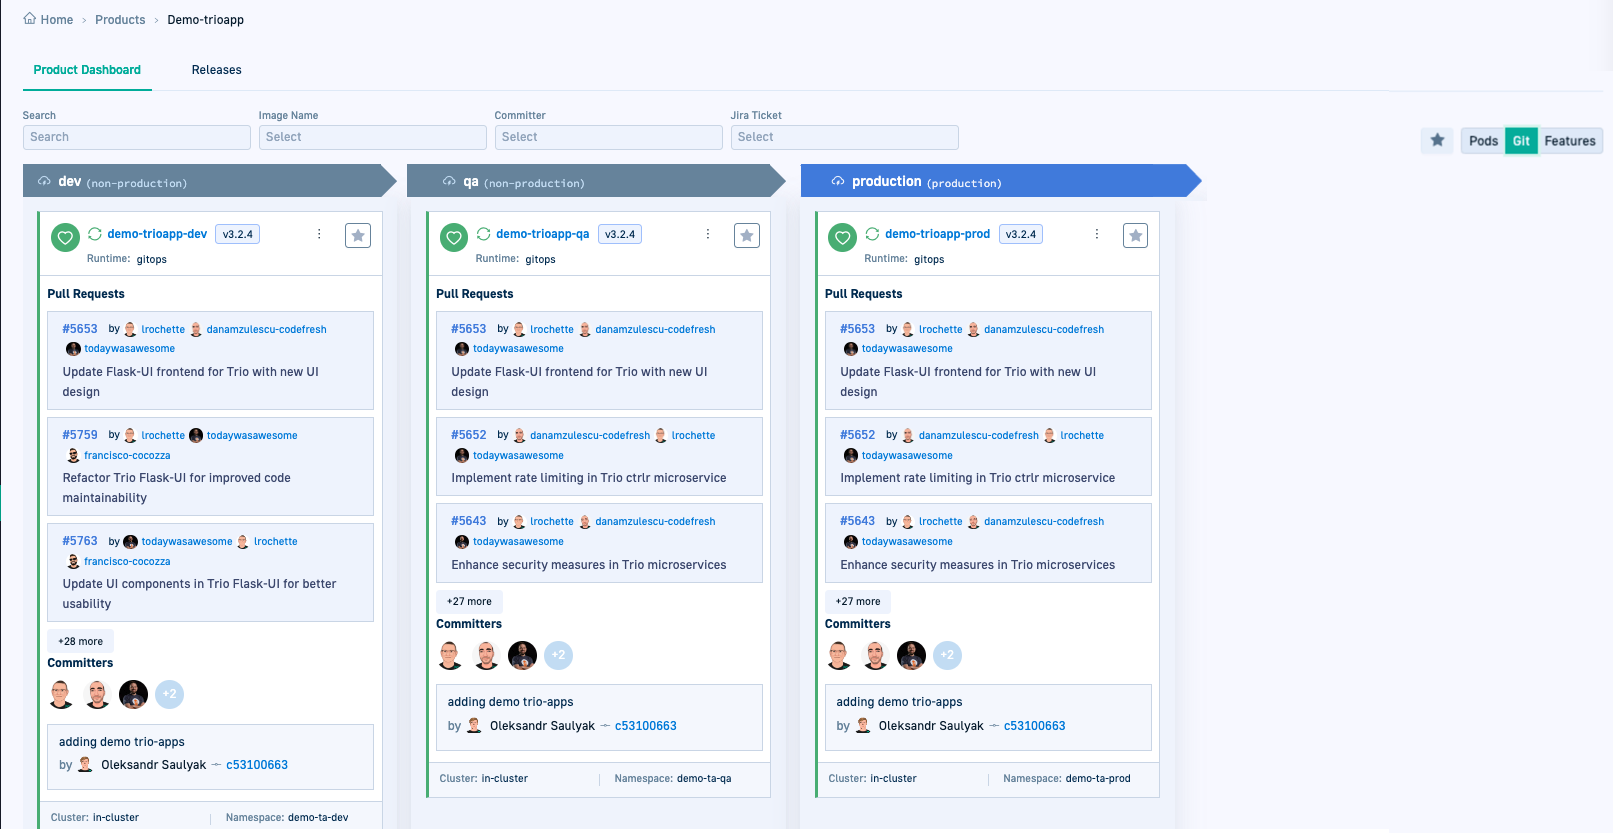 Home > Products > Demo-trioapp
Product Dashboard Releases
Search Image Name Committer Jira Ticket
Search Select Select Select
Pods Git Features
dev (non-production)
demo-trioapp-dev v3.2.4
Runtime: gitops
Pull Requests
#5653 by lrochette danamzulescu-codefresh
todaywasawesome
Update Flask-UI frontend for Trio with new UI
design
#5759 by lrochette todaywasawesome
francisco-cocozza
Refactor Trio Flask-UI for improved code
maintainability
#5763 by todaywasawesome lrochette
francisco-cocozza
Update UI components in Trio Flask-UI for better
usability
+28 more
Committers
+2
adding demo trio-apps
by Oleksandr Saulyak c53100663
Cluster: in-cluster Namespace: demo-ta-dev
qa (non-production)
demo-trioapp-qa v3.2.4
Runtime: gitops
Pull Requests
#5653 by lrochette danamzulescu-codefresh
todaywasawesome
Update Flask-UI frontend for Trio with new UI
design
#5652 by danamzulescu-codefresh lrochette
todaywasawesome
Implement rate limiting in Trio ctrlr microservice
#5643 by lrochette danamzulescu-codefresh
todaywasawesome
Enhance security measures in Trio microservices
+27 more
Committers
+2
adding demo trio-apps
by Oleksandr Saulyak c53100663
Cluster: in-cluster Namespace: demo-ta-qa
production (production)
demo-trioapp-prod v3.2.4
Runtime: gitops
Pull Requests
#5653 by lrochette danamzulescu-codefresh
todaywasawesome
Update Flask-UI frontend for Trio with new UI
design
#5652 by danamzulescu-codefresh lrochette
todaywasawesome
Implement rate limiting in Trio ctrlr microservice
#5643 by lrochette danamzulescu-codefresh
todaywasawesome
Enhance security measures in Trio microservices
+27 more
Committers
+2
adding demo trio-apps
by Oleksandr Saulyak c53100663
Cluster: in-cluster Namespace: demo-ta-prod